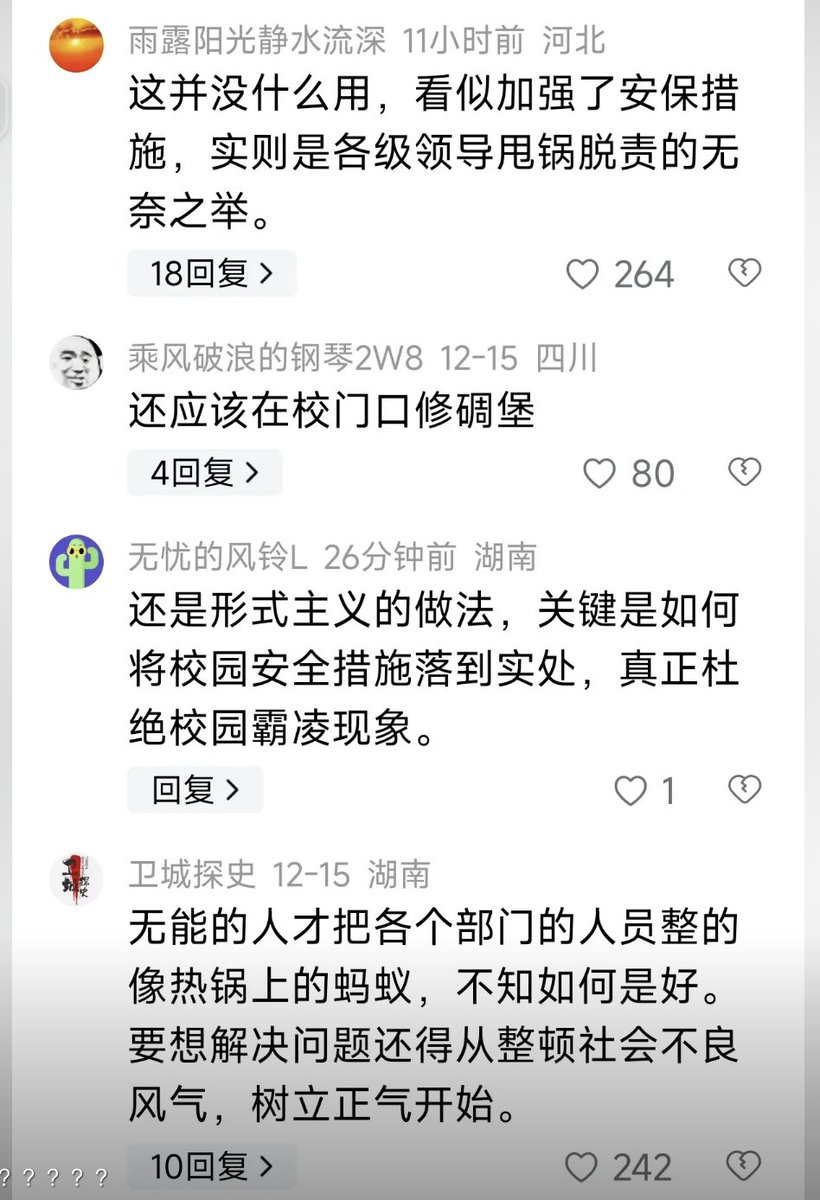 雨露阳光静水流深 11小时前 河北
这并没什么用，看似加强了安保措
施，实则是各级领导甩锅脱责的无
奈之举。
18回复 > 264
乘风破浪的钢琴2W8 12-15 四川
还应该在校门口修碉堡
4回复 > 80
无忧的风铃L 26分钟前 湖南
还是形式主义的做法，关键是如何
将校园安全措施落到实处，真正杜
绝校园霸凌现象。
回复 > 1
卫城探史 12-15 湖南
无能的人才把各个部门的人员整的
像热锅上的蚂蚁，不知如何是好。
要想解决问题还得从整顿社会不良
风气，树立正气开始。
10回复 > 242
? ? ? ? ?